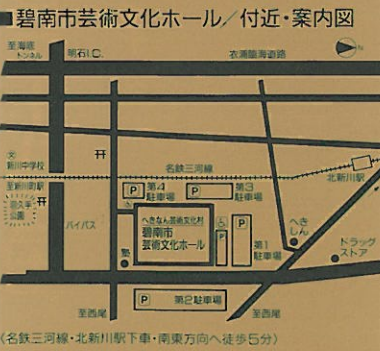 ■碧南市芸術文化ホール/付近・案内図
至海底
トンネル
明石I.C.
衣浦臨海道路
文
新川中学校
至新川町駅
名鉄三河線
北新川駅
P
第4
駐車場
P
第3
駐車場
公園
バイパス
へきなん芸術文化村
碧南市
芸術文化ホール
塾
P
第1
駐車場
へき
しん
ドラッグ
ストア
P
第2駐車場
至西尾
至西尾
〈名鉄三河線・北新川駅下車・南東方向へ徒歩5分〉